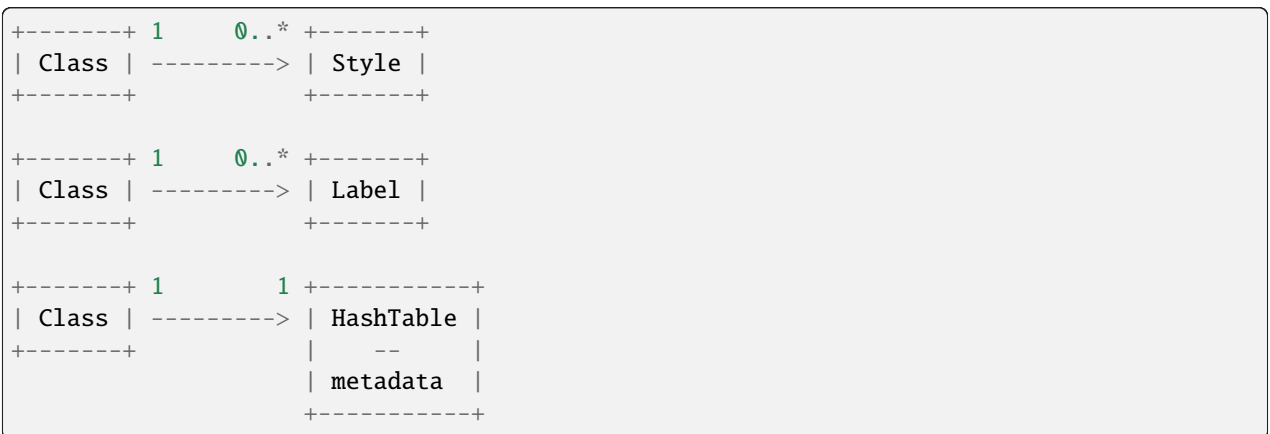 +-------+ 1     0..* +-------+
| Class | ---------> | Style |
+-------+            +-------+

+-------+ 1     0..* +-------+
| Class | ---------> | Label |
+-------+            +-------+

+-------+ 1        1 +-----------+
| Class | ---------> | HashTable |
+-------+            |    --     |
                     | metadata  |
                     +-----------+